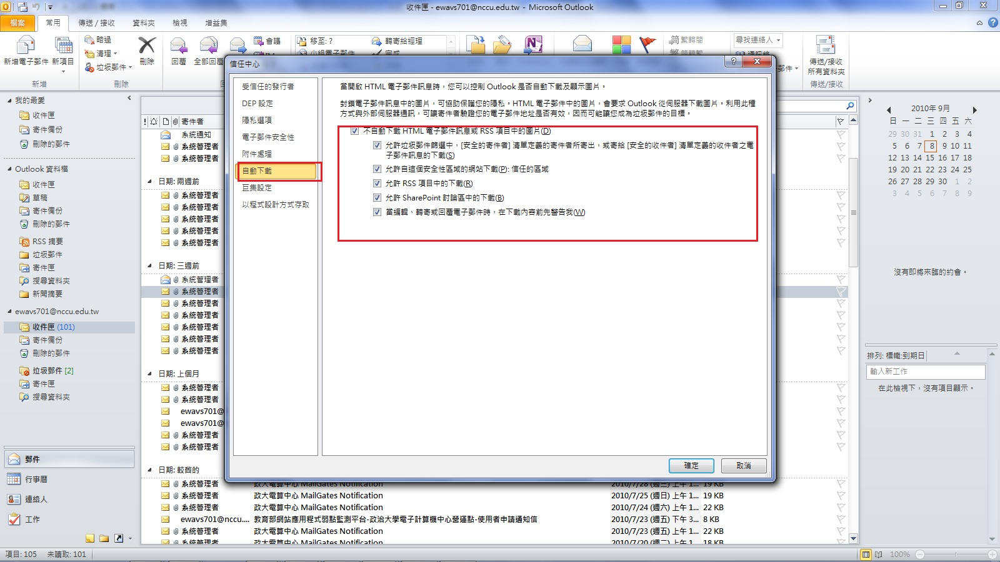 收件匣 - ewavs701@nccu.edu.tw - Microsoft Outlook
檔案 常用 傳送 / 接收 資料夾 檢視 增益集
新增電子郵件 新項目
新增
略過
清理
垃圾郵件
刪除
刪除
回覆 全部回覆
會議
移至: ?
轉寄給經理
小組電子郵件
完成
繁轉簡
簡轉繁
尋找連絡人
通訊錄
郵件
傳送/接收
所有資料夾
傳送/接收
我的最愛
收件匣
寄件備份
刪除的郵件
Outlook 資料檔
收件匣
草稿
寄件備份
刪除的郵件
RSS 摘要
垃圾郵件
寄件匣
搜尋資料夾
新聞摘要
ewavs701@nccu.edu.tw
收件匣 (101)
寄件備份
刪除的郵件
垃圾郵件 [2]
寄件匣
搜尋資料夾
郵件
行事曆
連絡人
工作
寄件者
系統通知
系統管理者
系統管理者
日期: 兩週前
系統管理者
系統管理者
系統管理者
系統管理者
系統管理者
日期: 三週前
系統管理者
系統管理者
系統管理者
系統管理者
系統管理者
系統管理者
系統管理者
日期: 上個月
系統管理者
系統管理者
ewavs701@
ewavs701@
系統管理者
系統管理者
日期: 較舊的
系統管理者 政大電算中心 MailGates Notification 2010/7/28 (週三) 上午 1... 19 KB
系統管理者 政大電算中心 MailGates Notification 2010/7/25 (週日) 上午 1... 19 KB
系統管理者 政大電算中心 MailGates Notification 2010/7/24 (週六) 上午 1... 22 KB
ewavs701@nccu.... 教育部網站應用程式弱點監測平台-政治大學電子計算機中心營運點-使用者申請通知信 2010/7/23 (週五) 下午 3... 8 KB
系統管理者 政大電算中心 MailGates Notification 2010/7/23 (週五) 上午 1... 22 KB
系統管理者 政大電算中心 MailGates Notification 2010/7/20 (週二) 上午 1... 18 KB
信任中心
受信任的發行者
DEP 設定
隱私選項
電子郵件安全性
附件處理
自動下載
巨集設定
以程式設計方式存取
當開啟 HTML 電子郵件訊息時，您可以控制 Outlook 是否自動下載及顯示圖片。
封鎖電子郵件訊息中的圖片，可協助保護您的隱私。HTML 電子郵件中的圖片，會要求 Outlook 從伺服器下載圖片。利用此種
方式與外部伺服器通訊，可讓寄件者驗證您的電子郵件地址是否有效，因而可能讓您成為垃圾郵件的目標。
不自動下載 HTML 電子郵件訊息或 RSS 項目中的圖片(D)
允許垃圾郵件篩選中，[安全的寄件者] 清單定義的寄件者所寄出，或寄給 [安全的收件者] 清單定義的收件者之電
子郵件訊息的下載(S)
允許自這個安全性區域的網站下載(P): 信任的區域
允許 RSS 項目中的下載(R)
允許 SharePoint 討論區中的下載(B)
當編輯、轉寄或回覆電子郵件時，在下載內容前先警告我(W)
確定 取消
2010年 9月
日 一 二 三 四 五 六
29 30 31 1 2 3 4
5 6 7 8 9 10 11
12 13 14 15 16 17 18
19 20 21 22 23 24 25
26 27 28 29 30 1 2
3 4 5 6 7 8 9
沒有即將來臨的約會。
排列: 標幟:到期日
輸入新工作
在此檢視下，沒有項目顯示。
項目: 105 未讀取: 101
100%